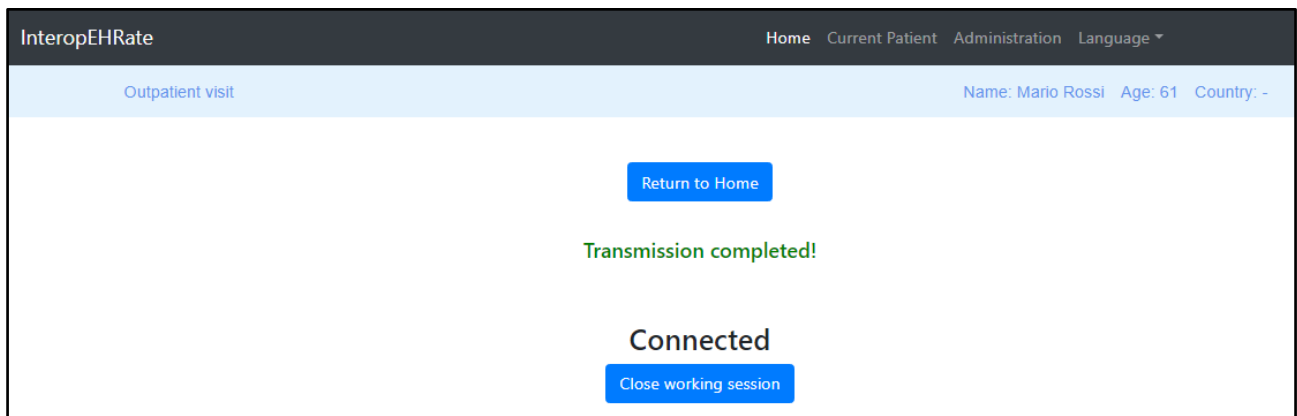 InteropEHRate Home Current Patient Administration Language
Outpatient visit Name: Mario Rossi Age: 61 Country: -
Return to Home
Transmission completed!
Connected
Close working session